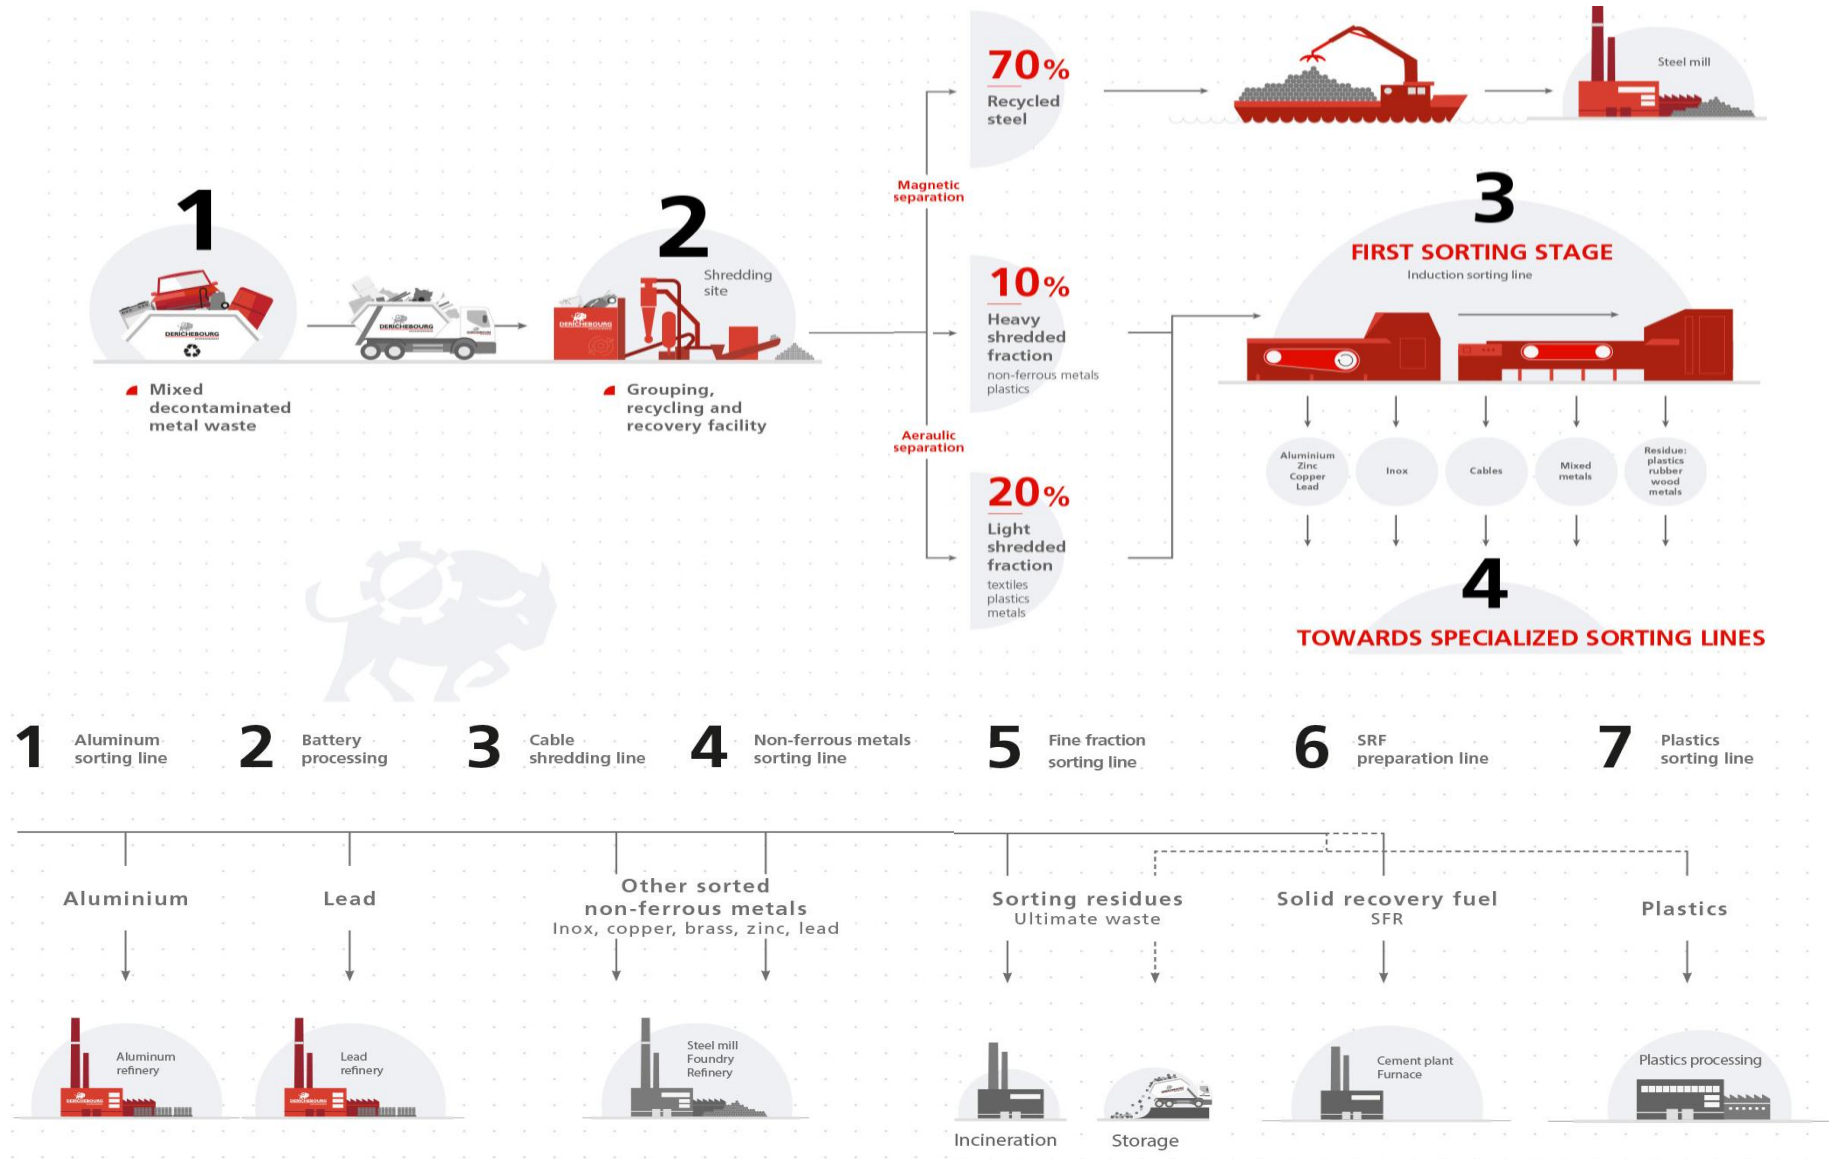 70%
Recycled
steel
Steel mill
Magnetic
separation
1
DERICHEBOURG
Mixed
decontaminated
metal waste
DERICHEBOURG
2
Shredding
site
DERICHEBOURG
Grouping,
recycling and
recovery facility
10%
Heavy
shredded
fraction
non-ferrous metals
plastics
Aeraulic
separation
20%
Light
shredded
fraction
textiles
plastics
metals
3
FIRST SORTING STAGE
Induction sorting line
Aluminium
Zinc
Copper
Lead
Inox
Cables
Mixed
metals
Residue:
plastics
rubber
wood
metals
4
TOWARDS SPECIALIZED SORTING LINES
1
Aluminum
sorting line
2
Battery
processing
3
Cable
shredding line
4
Non-ferrous metals
sorting line
5
Fine fraction
sorting line
6
SRF
preparation line
7
Plastics
sorting line
Aluminium
Lead
Other sorted
non-ferrous metals
Inox, copper, brass, zinc, lead
Sorting residues
Ultimate waste
Solid recovery fuel
SFR
Plastics
Aluminum
refinery
DERICHEBOURG
Lead
refinery
DERICHEBOURG
Steel mill
Foundry
Refinery
Incineration
Storage
Cement plant
Furnace
Plastics processing